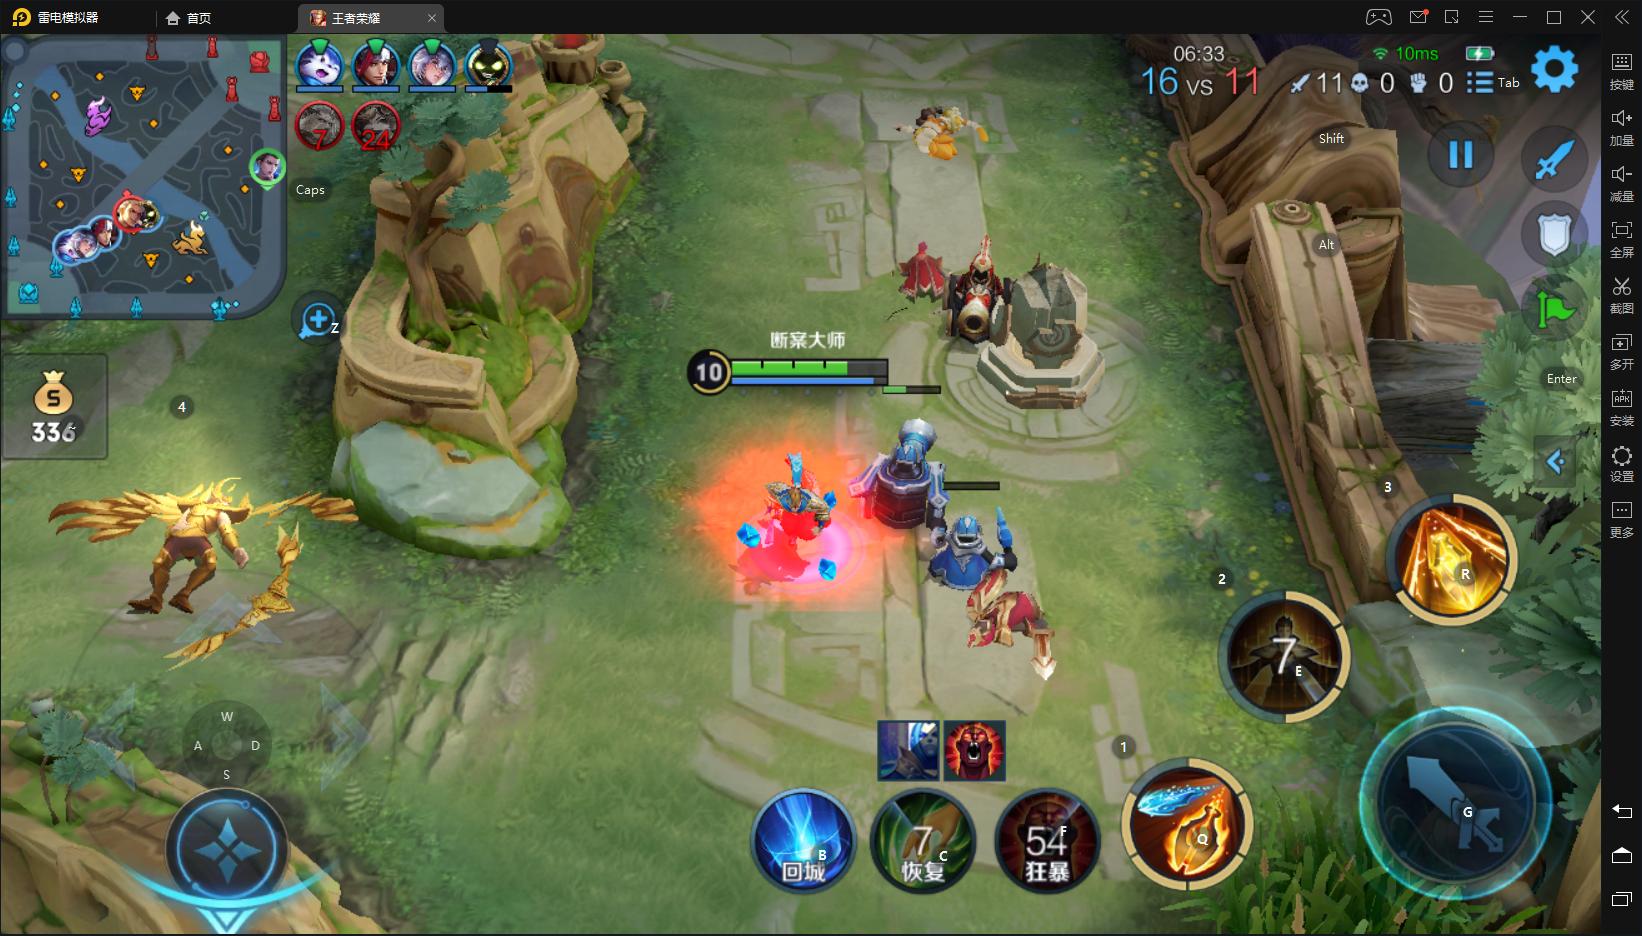 雷电模拟器
首页
王者荣耀
06:33
10ms
16 vs 11
11
0
0
Tab
7
24
Caps
Shift
Alt
Z
336
4
断案大师
10
Enter
3
R
2
7
E
W
A
D
S
1
G
Q
B
回城
7
C
恢复
54
F
狂暴
按键
加量
减量
全屏
截图
多开
APK
安装
设置
更多